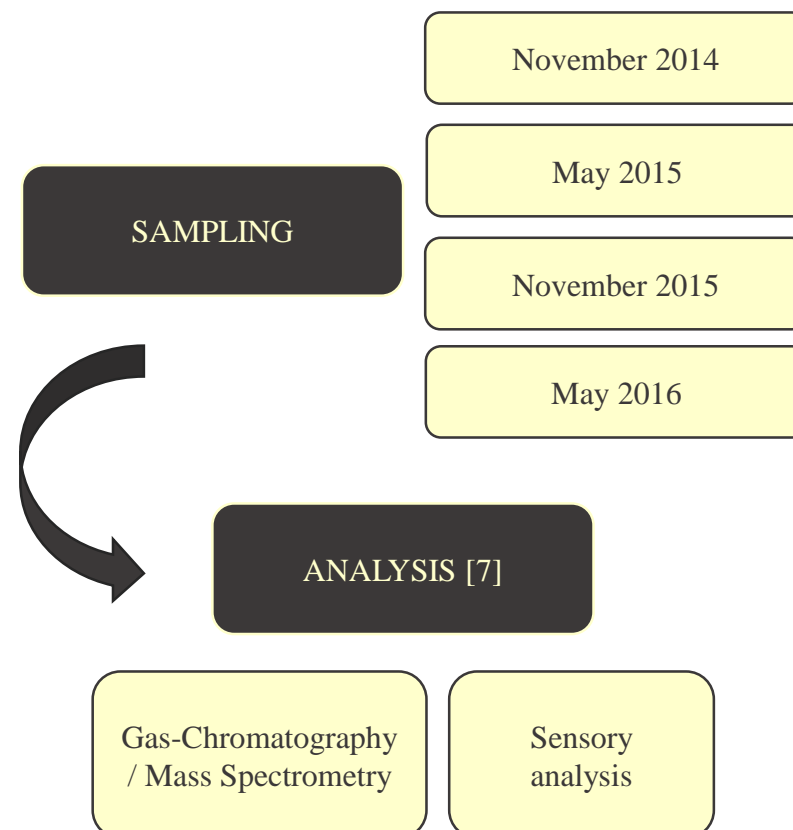 November 2014
May 2015
SAMPLING
November 2015
May 2016
ANALYSIS [7]
Gas-Chromatography
/ Mass Spectrometry
Sensory
analysis